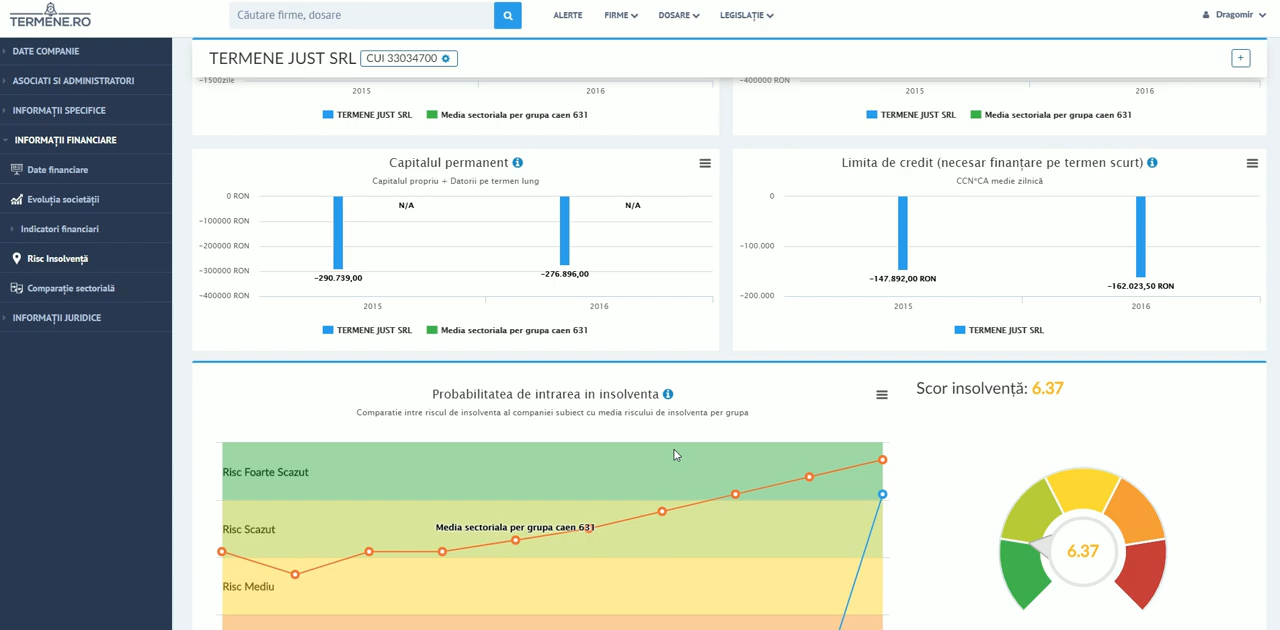 TERMENE.RO
Căutare firme, dosare
ALERTE FIRME DOSARE LEGISLAȚIE
Dragomir
DATE COMPANIE
ASOCIATI SI ADMINISTRATORI
INFORMAȚII SPECIFICE
INFORMAȚII FINANCIARE
Date financiare
Evoluția societății
Indicatori financiari
Risc Insolvență
Comparație sectorială
INFORMAȚII JURIDICE
TERMENE JUST SRL CUI 33034700
+
-1500zile
2015 2016
TERMENE JUST SRL Media sectoriala per grupa caen 631
-400000 RON
2015 2016
TERMENE JUST SRL Media sectoriala per grupa caen 631
Capitalul permanent
Capitalul propriu + Datorii pe termen lung
0 RON
-100000 RON
-200000 RON
-300000 RON
-400000 RON
N/A N/A
-290.739,00 -276.896,00
2015 2016
TERMENE JUST SRL Media sectoriala per grupa caen 631
Limita de credit (necesar finanțare pe termen scurt)
CCN*CA medie zilnică
0
-100.000
-200.000
-147.892,00 RON -162.023,50 RON
2015 2016
TERMENE JUST SRL
Probabilitatea de intrarea in insolventa
Comparatie intre riscul de insolventa al companiei subiect cu media riscului de insolventa per grupa
Risc Foarte Scazut
Risc Scazut
Media sectoriala per grupa caen 631
Risc Mediu
Scor insolvență: 6.37
6.37